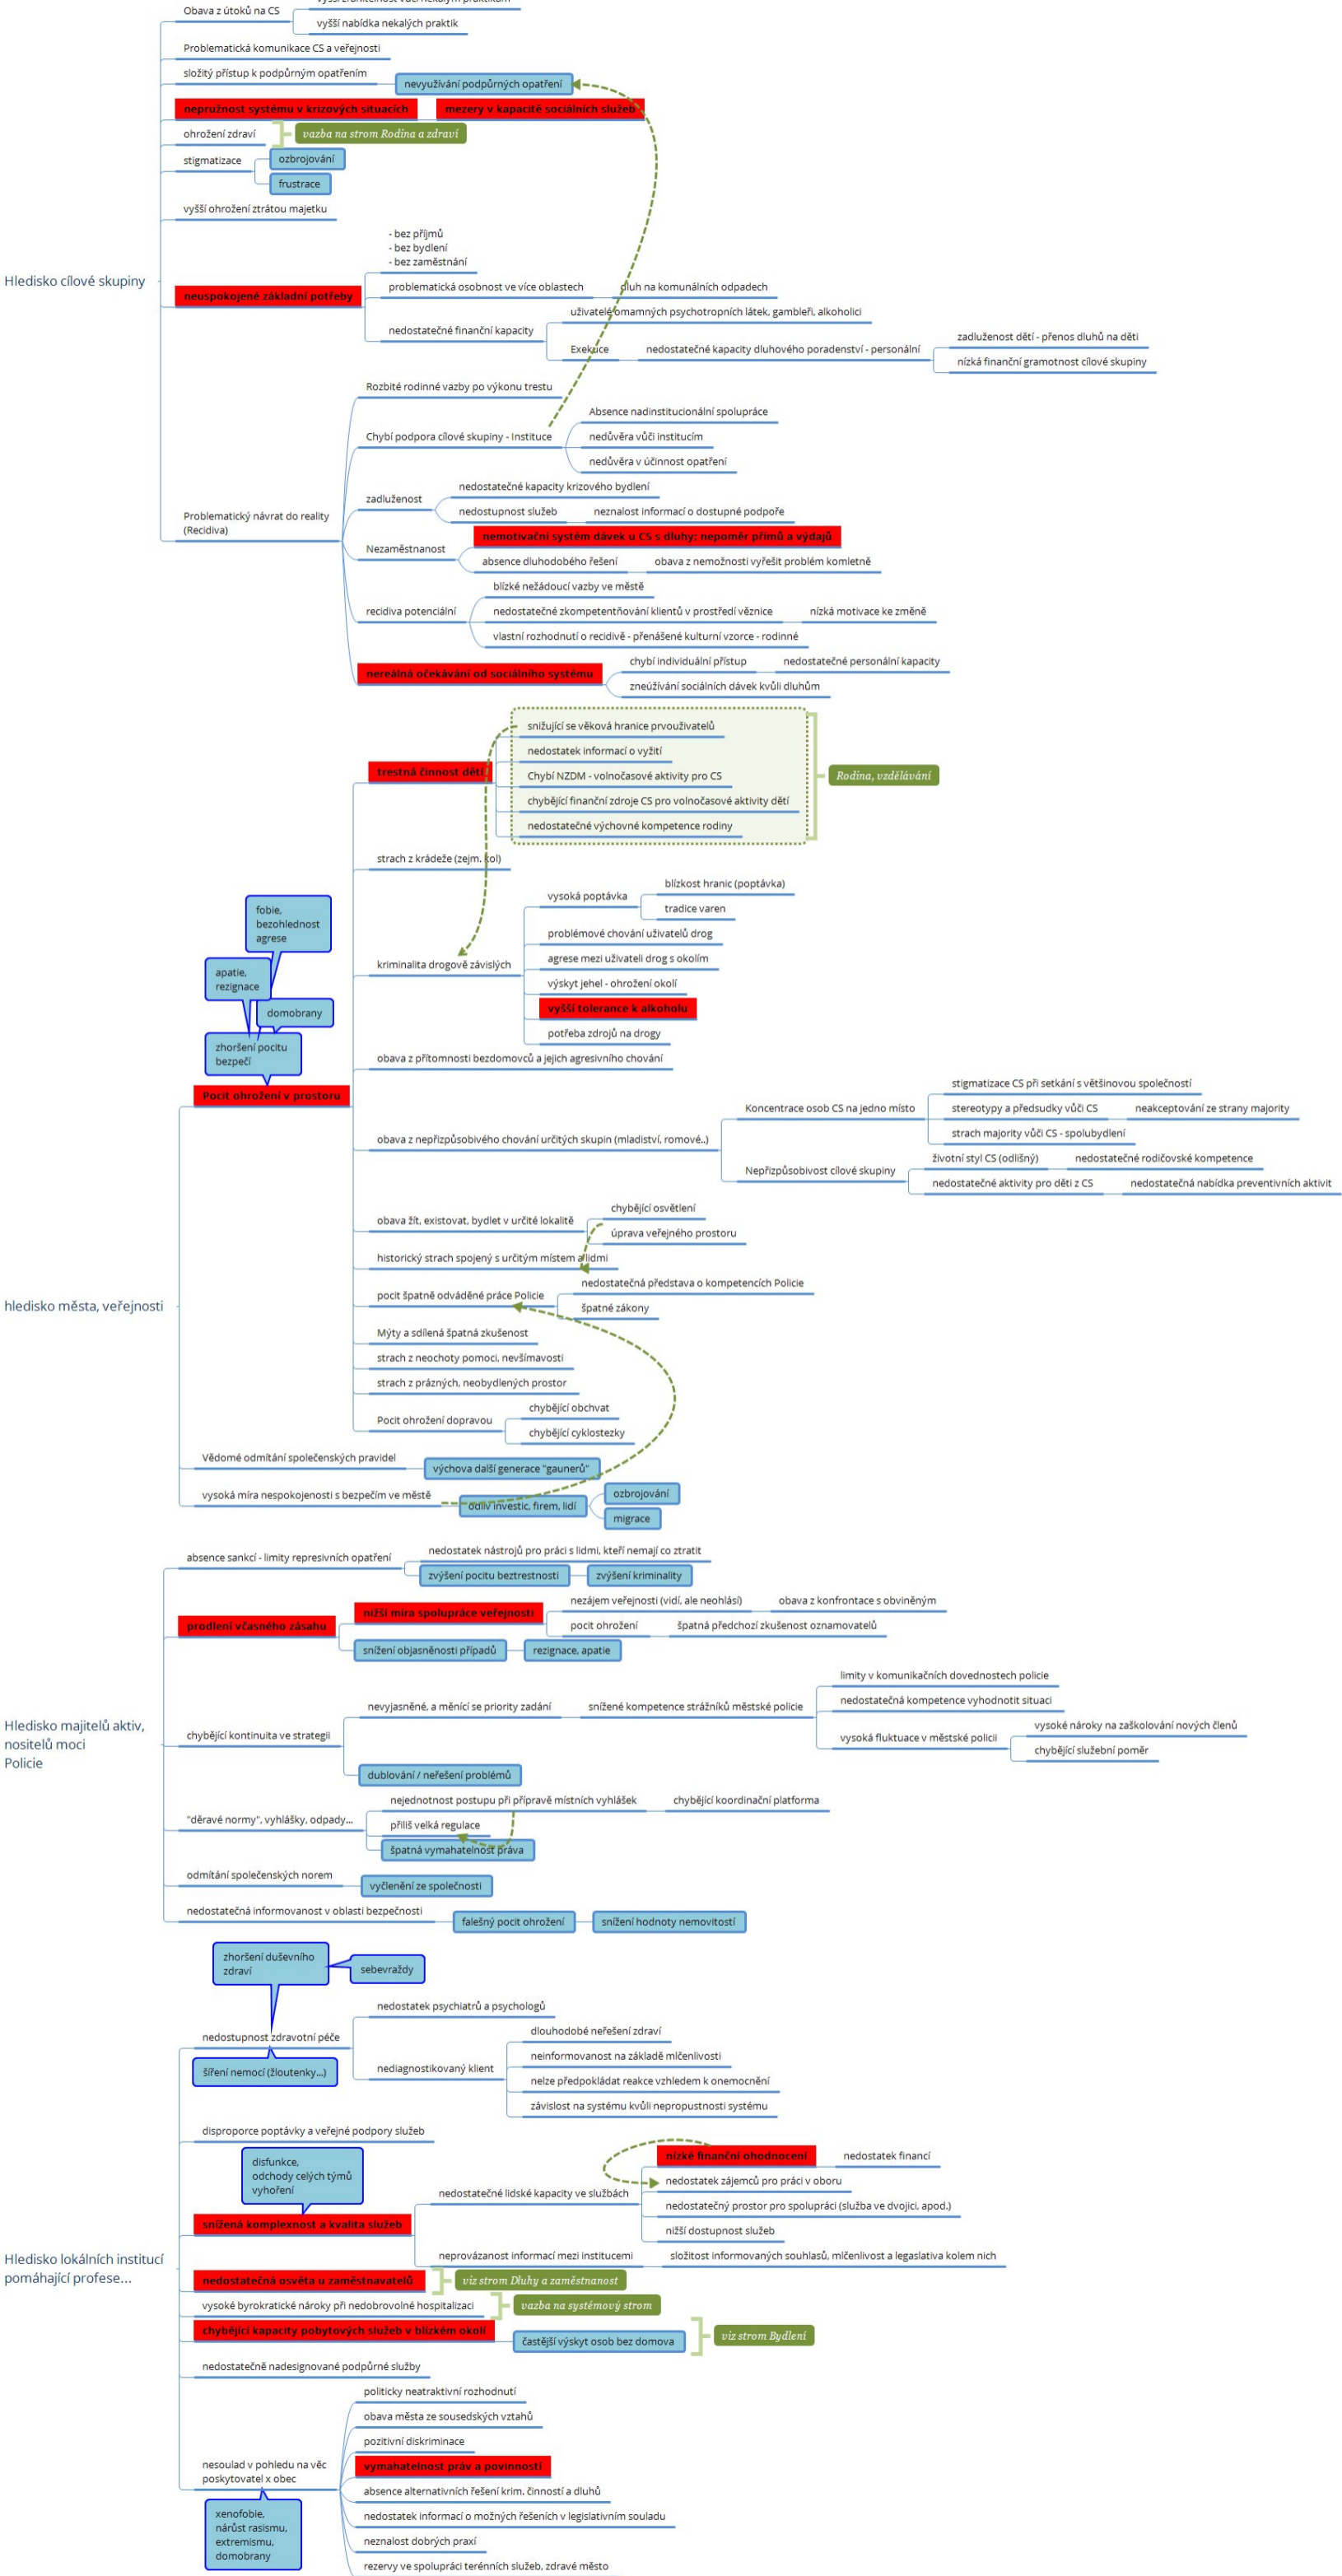 Obava z útoků na CS
vyšší nabídka nekalých praktik
Problematická komunikace CS a veřejnosti
složitý přístup k podpůrným opatřením
nevyužívání podpůrných opatření
nepružnost systému v krizových situacích
mezery v kapacitě sociálních služeb
ohrožení zdraví
vazba na strom Rodina a zdraví
stigmatizace
ozbrojování
frustrace
vyšší ohrožení ztrátou majetku
Hledisko cílové skupiny
neuspokojené základní potřeby
- bez příjmů
- bez bydlení
- bez zaměstnání
problematická osobnost ve více oblastech
dluh na komunálních odpadech
nedostatečné finanční kapacity
uživatelé omamných psychotropních látek, gambleři, alkoholici
Exekuce
nedostatečné kapacity dluhového poradenství - personální
zadluženost dětí - přenos dluhů na děti
nízká finanční gramotnost cílové skupiny
Problematický návrat do reality
(Recidiva)
Rozbité rodinné vazby po výkonu trestu
Chybí podpora cílové skupiny - Instituce
Absence nadinstitucionální spolupráce
nedůvěra vůči institucím
nedůvěra v účinnost opatření
zadluženost
nedostatečné kapacity krizového bydlení
nedostupnost služeb
neznalost informací o dostupné podpoře
Nezaměstnanost
nemotivační systém dávek u CS s dluhy: nepoměr přímů a výdajů
absence dluhodobého řešení
obava z nemožnosti vyřešit problém komletně
recidiva potenciální
blízké nežádoucí vazby ve městě
nedostatečné zkompetentňování klientů v prostředí věznice
nízká motivace ke změně
vlastní rozhodnutí o recidivě - přenášené kulturní vzorce - rodinné
nereálná očekávání od sociálního systému
chybí individuální přístup
nedostatečné personální kapacity
zneúžívání sociálních dávek kvůli dluhům
hledisko města, veřejnosti
Pocit ohrožení v prostoru
fobie,
bezohlednost
agrese
apatie,
rezignace
domobrany
zhoršení pocitu
bezpečí
trestná činnost dětí
snižující se věková hranice prvouživatelů
nedostatek informací o vyžití
Chybí NZDM - volnočasové aktivity pro CS
chybějící finanční zdroje CS pro volnočasové aktivity dětí
nedostatečné výchovné kompetence rodiny
Rodina, vzdělávání
strach z krádeže (zejm. kol)
kriminalita drogově závislých
vysoká poptávka
blízkost hranic (poptávka)
tradice varen
problémové chování uživatelů drog
agrese mezi uživateli drog s okolím
výskyt jehel - ohrožení okolí
vyšší tolerance k alkoholu
potřeba zdrojů na drogy
obava z přítomnosti bezdomovců a jejich agresivního chování
obava z nepřizpůsobivého chování určitých skupin (mladiství, romové..)
Koncentrace osob CS na jedno místo
stigmatizace CS při setkání s většinovou společností
stereotypy a předsudky vůči CS
neakceptování ze strany majority
strach majority vůči CS - spolubydlení
Nepřizpůsobivost cílové skupiny
životní styl CS (odlišný)
nedostatečné rodičovské kompetence
nedostatečné aktivity pro děti z CS
nedostatečná nabídka preventivních aktivit
obava žít, existovat, bydlet v určité lokalitě
chybějící osvětlení
úprava veřejného prostoru
historický strach spojený s určitým místem a lidmi
pocit špatně odváděné práce Policie
nedostatečná představa o kompetencích Policie
špatné zákony
Mýty a sdílená špatná zkušenost
strach z neochoty pomoci, nevšímavosti
strach z prázných, neobydlených prostor
Pocit ohrožení dopravou
chybějící obchvat
chybějící cyklostezky
Vědomé odmítání společenských pravidel
výchova další generace "gaunerů"
vysoká míra nespokojenosti s bezpečím ve městě
odliv investic, firem, lidí
ozbrojování
migrace
Hledisko majitelů aktiv,
nositelů moci
Policie
absence sankcí - limity represivních opatření
nedostatek nástrojů pro práci s lidmi, kteří nemají co ztratit
zvýšení pocitu beztrestnosti
zvýšení kriminality
prodlení včasného zásahu
nižší míra spolupráce veřejnosti
nezájem veřejnosti (vidí, ale neohlásí)
obava z konfrontace s obviněným
pocit ohrožení
špatná předchozí zkušenost oznamovatelů
snížení objasněnosti případů
rezignace, apatie
chybějící kontinuita ve strategii
nevyjasněné, a měnící se priority zadání
snížené kompetence strážníků městské policie
limity v komunikačních dovednostech policie
nedostatečná kompetence vyhodnotit situaci
vysoká fluktuace v městské policii
vysoké nároky na zaškolování nových členů
chybějící služební poměr
dublování / neřešení problémů
"děravé normy", vyhlášky, odpady...
nejednotnost postupu při přípravě místních vyhlášek
chybějící koordinační platforma
příliš velká regulace
špatná vymahatelnost práva
odmítání společenských norem
vyčlenění ze společnosti
nedostatečná informovanost v oblasti bezpečnosti
falešný pocit ohrožení
snížení hodnoty nemovitostí
Hledisko lokálních institucí
pomáhající profese...
zhoršení duševního
zdraví
sebevraždy
nedostupnost zdravotní péče
šíření nemocí (žloutenky...)
nedostatek psychiatrů a psychologů
nediagnostikovaný klient
dlouhodobé neřešení zdraví
neinformovanost na základě mlčenlivosti
nelze předpokládat reakce vzhledem k onemocnění
závislost na systému kvůli nepropustnosti systému
disproporce poptávky a veřejné podpory služeb
disfunkce,
odchody celých týmů
vyhoření
snížená komplexnost a kvalita služeb
nedostatečné lidské kapacity ve službách
nízké finanční ohodnocení
nedostatek financí
nedostatek zájemců pro práci v oboru
nedostatečný prostor pro spolupráci (služba ve dvojici, apod.)
nižší dostupnost služeb
neprovázanost informací mezi institucemi
složitost informovaných souhlasů, mlčenlivost a legaslativa kolem nich
nedostatečná osvěta u zaměstnavatelů
viz strom Dluhy a zaměstnanost
vysoké byrokratické nároky při nedobrovolné hospitalizaci
vazba na systémový strom
chybějící kapacity pobytových služeb v blízkém okolí
častější výskyt osob bez domova
viz strom Bydlení
nedostatečně nadesignované podpůrné služby
nesoulad v pohledu na věc
poskytovatel x obec
xenofobie,
nárůst rasismu,
extremismu,
domobrany
politicky neatraktivní rozhodnutí
obava města ze sousedských vztahů
pozitivní diskriminace
vymahatelnost práv a povinností
absence alternativních řešení krim. činností a dluhů
nedostatek informací o možných řešeních v legislativním souladu
neznalost dobrých praxí
rezervy ve spolupráci terénních služeb, zdravé město